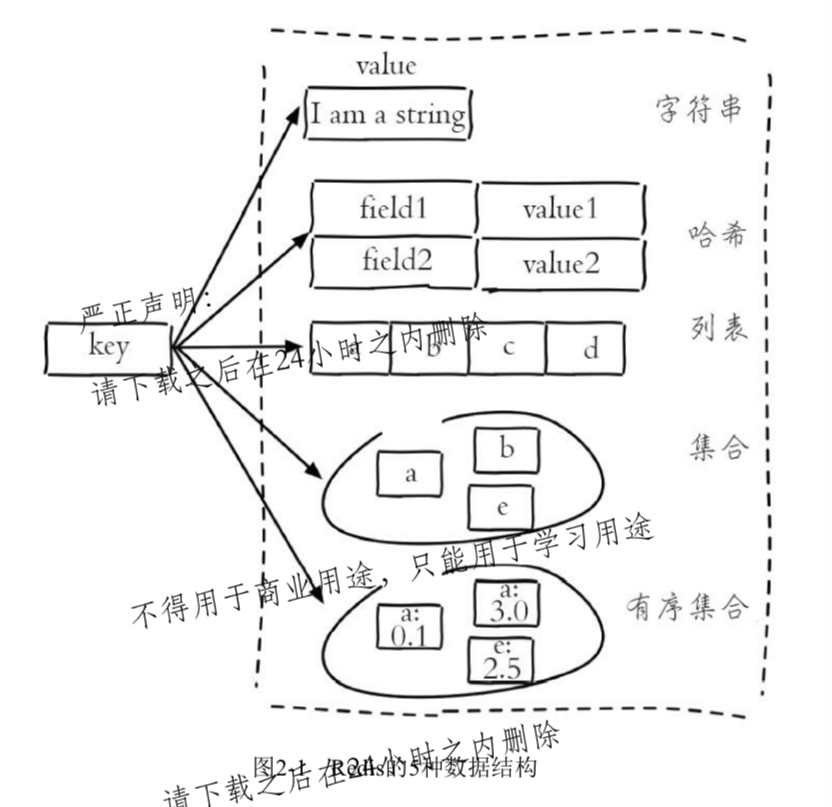 value
I am a string
字符串
field1 value1
哈希
field2 value2
严正声明：
列表
key
a b c d
请下载之后在24小时之内删除
集合
b
a
e
不得用于商业用途，只能用于学习用途
a:
3.0
有序集合
a:
0.1
e:
2.5
图2-1 Redis的5种数据结构
请下载之后在24小时之内删除